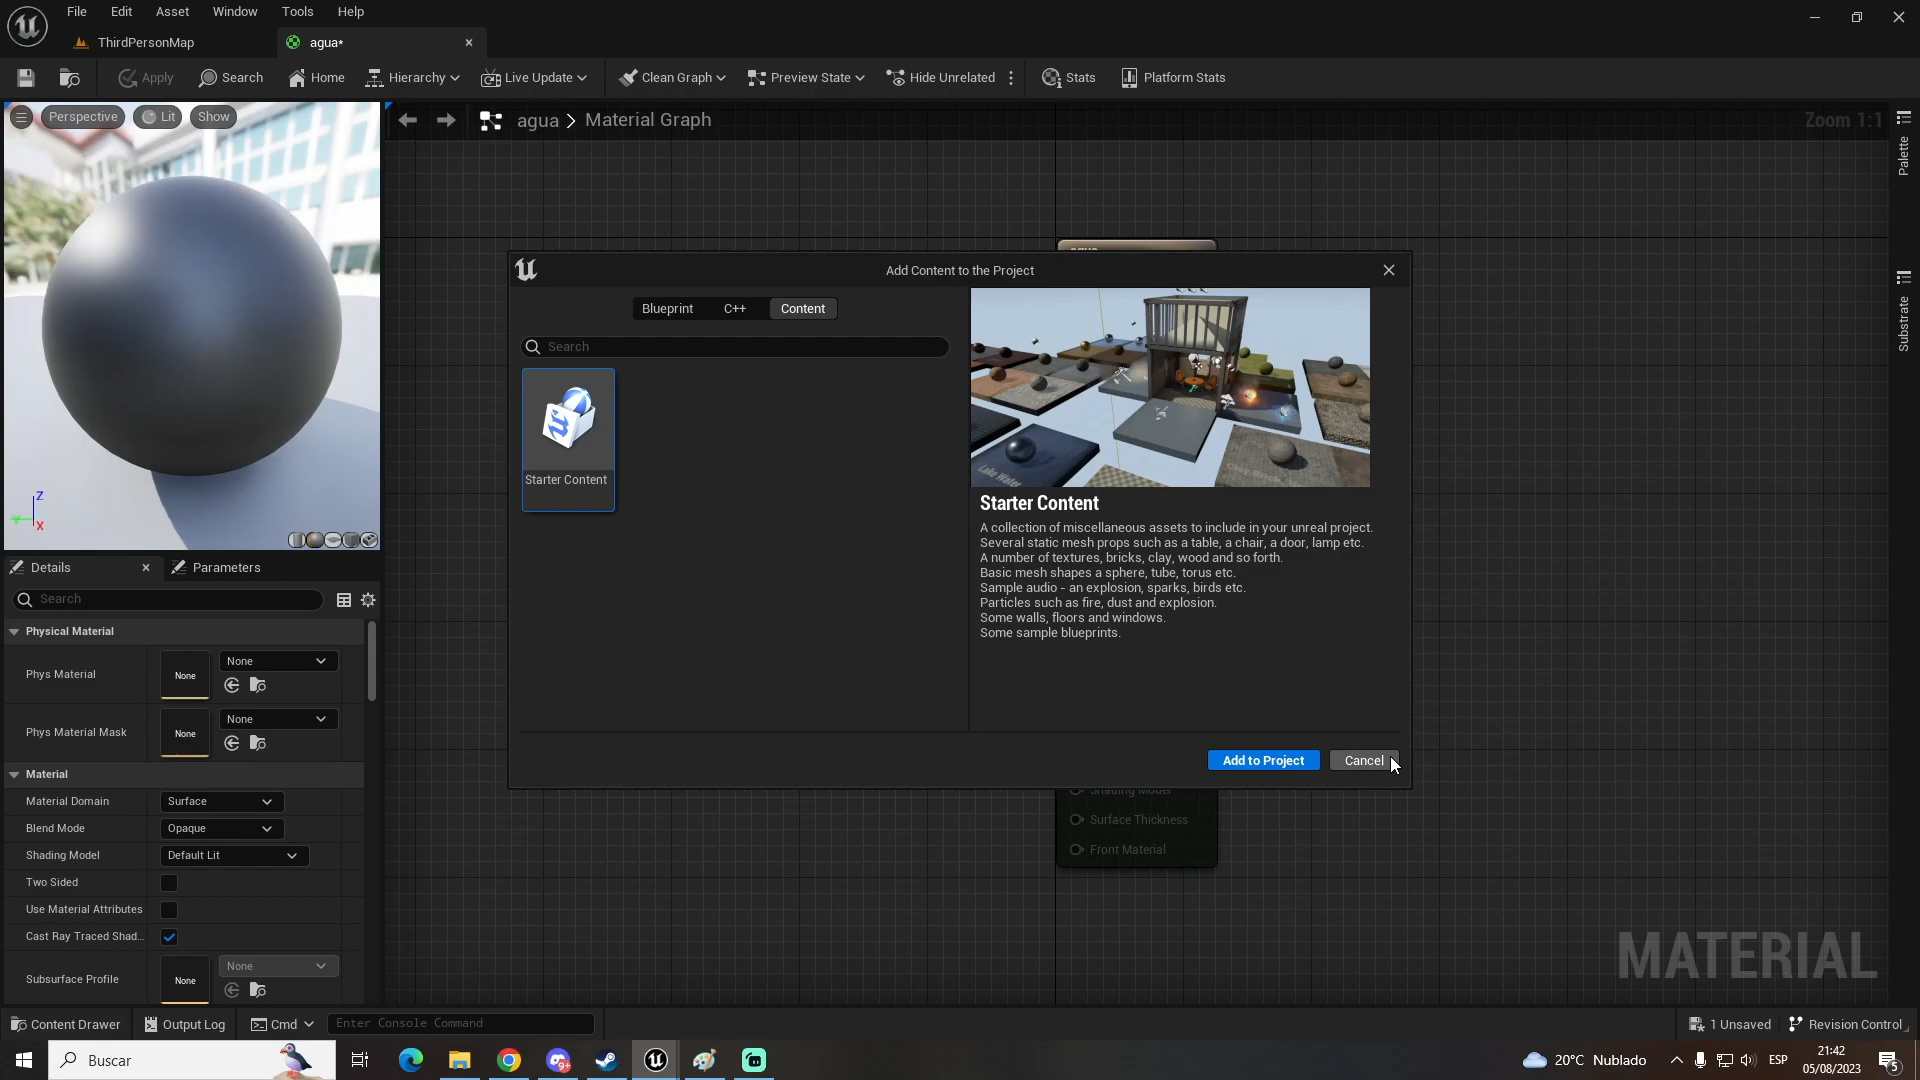 File Edit Asset Window Tools Help
ThirdPersonMap
agua*
Apply Search Home Hierarchy Live Update Clean Graph Preview State Hide Unrelated Stats Platform Stats
Perspective Lit Show
agua > Material Graph
Zoom 1:1
Palette
Substrate
Add Content to the Project
Blueprint C++ Content
Search
Starter Content
Lake Water
Starter Content
A collection of miscellaneous assets to include in your unreal project.
Several static mesh props such as a table, a chair, a door, lamp etc.
A number of textures, bricks, clay, wood and so forth.
Basic mesh shapes a sphere, tube, torus etc.
Sample audio - an explosion, sparks, birds etc.
Particles such as fire, dust and explosion.
Some walls, floors and windows.
Some sample blueprints.
Add to Project Cancel
Shading Model
Surface Thickness
Front Material
MATERIAL
Z
Y
X
Details Parameters
Search
Physical Material
Phys Material None None
Phys Material Mask None None
Material
Material Domain Surface
Blend Mode Opaque
Shading Model Default Lit
Two Sided
Use Material Attributes
Cast Ray Traced Shad...
Subsurface Profile None None
Content Drawer Output Log Cmd Enter Console Command
1 Unsaved Revision Control
Buscar
9+
20°C Nublado
ESP
21:42
05/08/2023
5